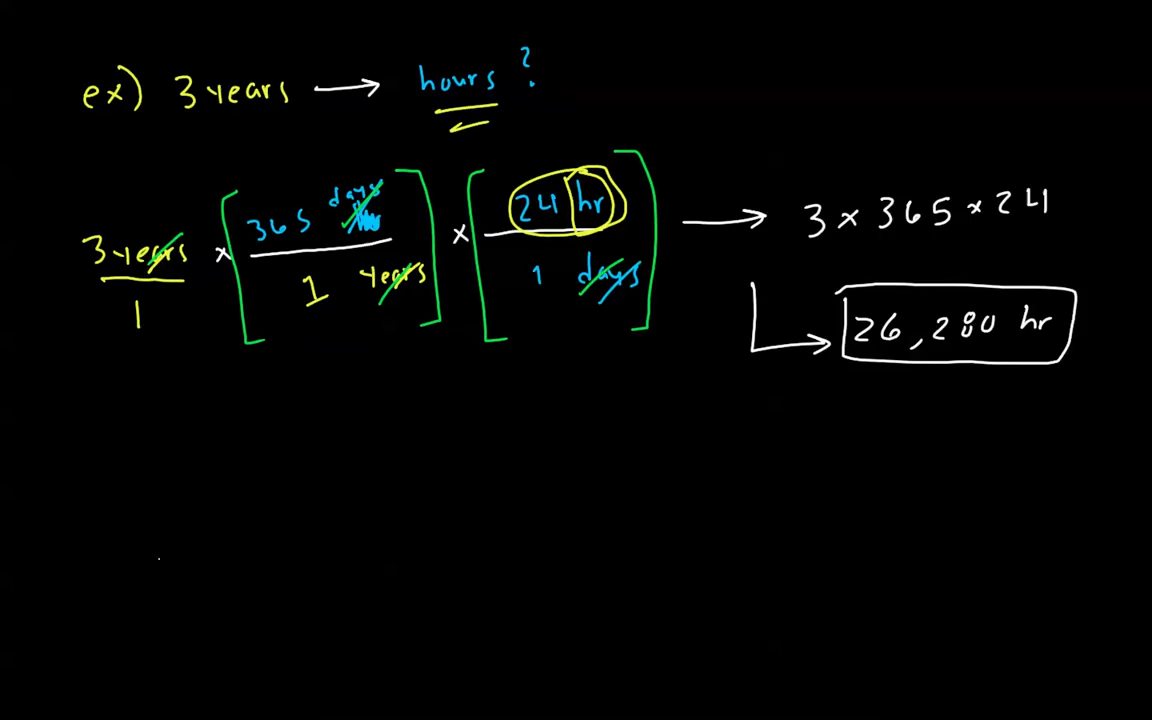 ex) 3 years → hours ?
3 years / 1 × [ 365 days / 1 years ] × [ 24 hr / 1 days ] → 3 × 365 × 24
26,280 hr